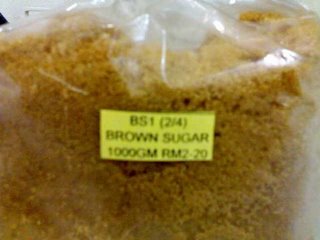 BS1 (2/4)
BROWN SUGAR
1000GM RM2-20